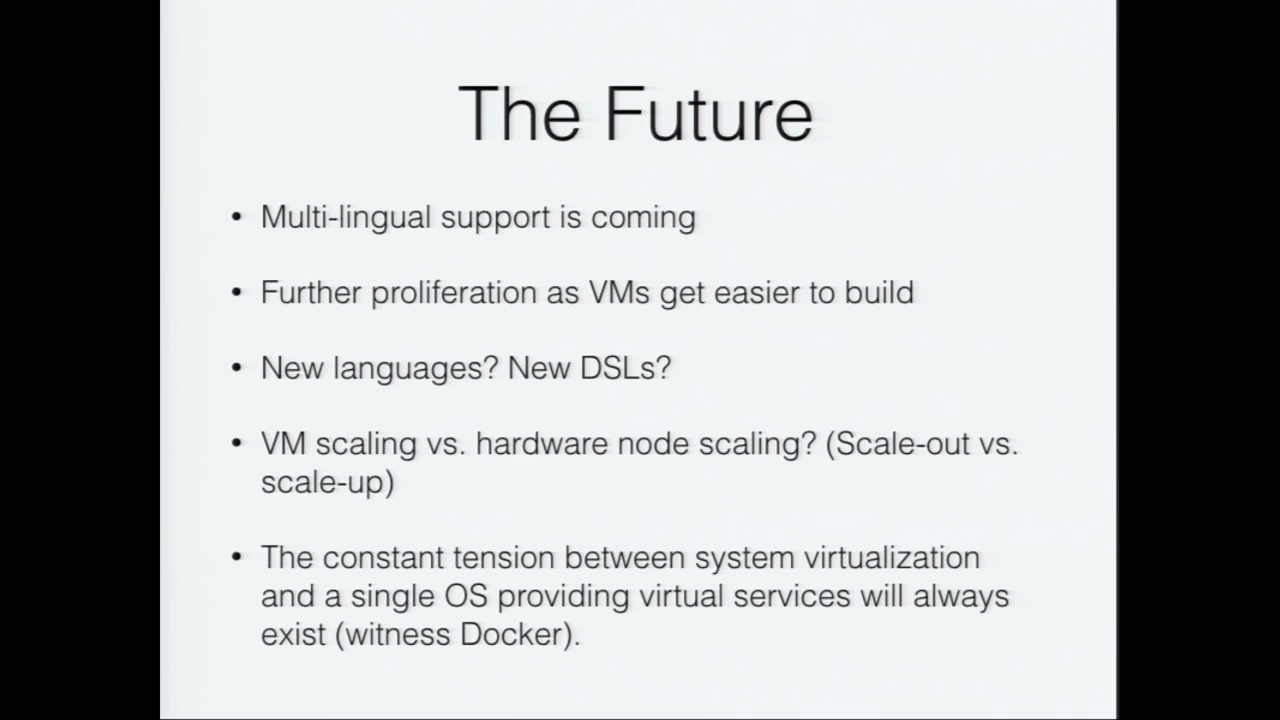 The Future
• Multi-lingual support is coming
• Further proliferation as VMs get easier to build
• New languages? New DSLs?
• VM scaling vs. hardware node scaling? (Scale-out vs.
scale-up)
• The constant tension between system virtualization
and a single OS providing virtual services will always
exist (witness Docker).